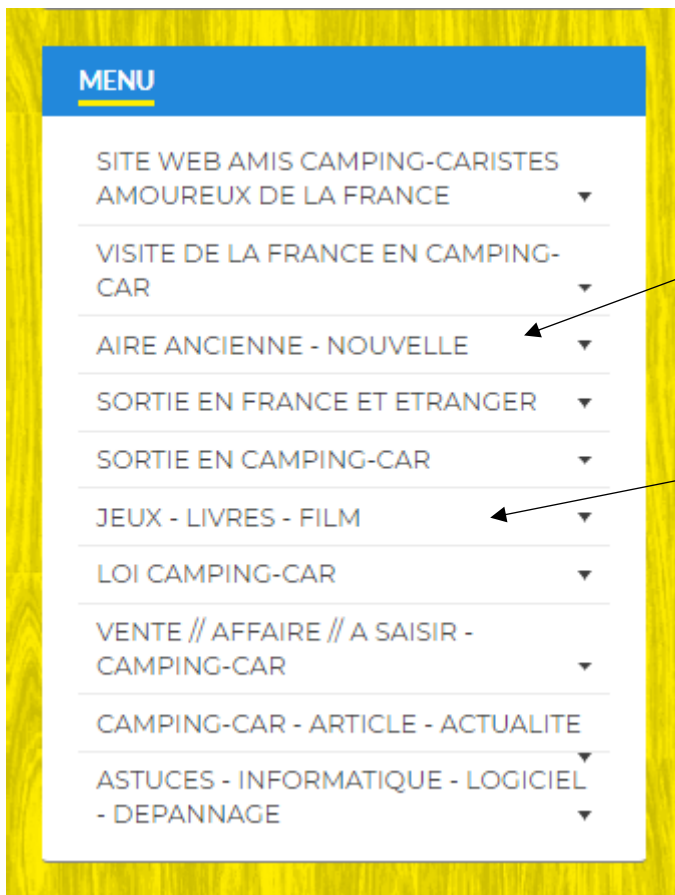 MENU
SITE WEB AMIS CAMPING-CARISTES
AMOUREUX DE LA FRANCE
VISITE DE LA FRANCE EN CAMPING-
CAR
AIRE ANCIENNE - NOUVELLE
SORTIE EN FRANCE ET ETRANGER
SORTIE EN CAMPING-CAR
JEUX - LIVRES - FILM
LOI CAMPING-CAR
VENTE // AFFAIRE // A SAISIR -
CAMPING-CAR
CAMPING-CAR - ARTICLE - ACTUALITE
ASTUCES - INFORMATIQUE - LOGICIEL
- DEPANNAGE